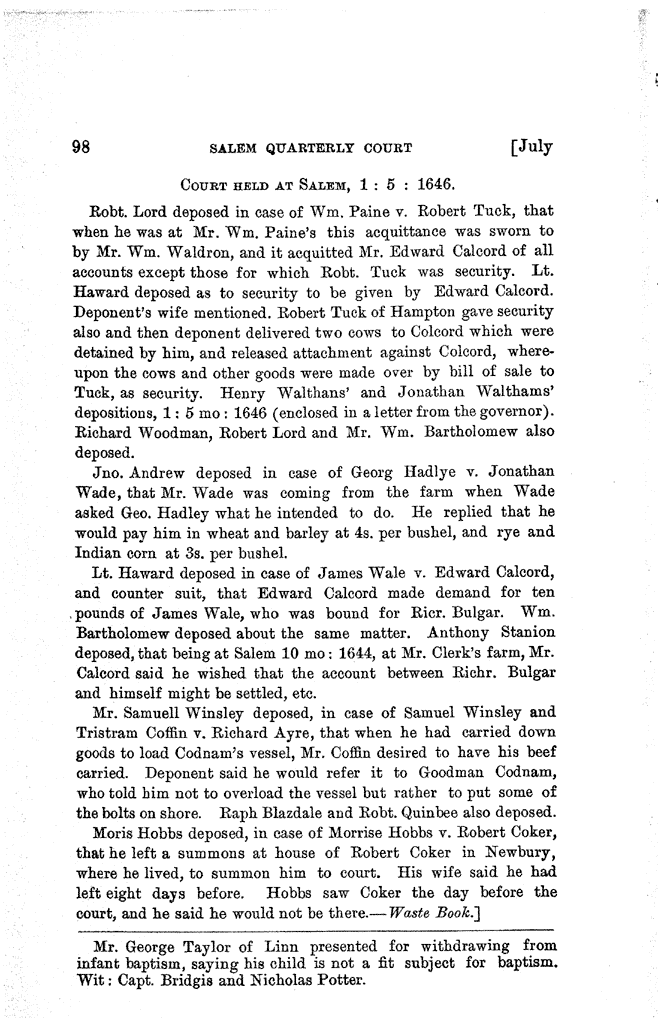 98 SALEM QUARTERLY COURT [July
COURT HELD AT SALEM, 1 : 5 : 1646.
Robt. Lord deposed in case of Wm. Paine v. Robert Tuck, that
when he was at Mr. Wm. Paine's this acquittance was sworn to
by Mr. Wm. Waldron, and it acquitted Mr. Edward Calcord of all
accounts except those for which Robt. Tuck was security. Lt.
Haward deposed as to security to be given by Edward Calcord.
Deponent's wife mentioned. Robert Tuck of Hampton gave security
also and then deponent delivered two cows to Colcord which were
detained by him, and released attachment against Colcord, where-
upon the cows and other goods were made over by bill of sale to
Tuck, as security. Henry Walthans' and Jonathan Walthams'
depositions, 1 : 5 mo : 1646 (enclosed in a letter from the governor).
Richard Woodman, Robert Lord and Mr. Wm. Bartholomew also
deposed.
Jno. Andrew deposed in case of Georg Hadlye v. Jonathan
Wade, that Mr. Wade was coming from the farm when Wade
asked Geo. Hadley what he intended to do. He replied that he
would pay him in wheat and barley at 4s. per bushel, and rye and
Indian corn at 3s. per bushel.
Lt. Haward deposed in case of James Wale v. Edward Calcord,
and counter suit, that Edward Calcord made demand for ten
pounds of James Wale, who was bound for Ricr. Bulgar. Wm.
Bartholomew deposed about the same matter. Anthony Stanion
deposed, that being at Salem 10 mo : 1644, at Mr. Clerk's farm, Mr.
Calcord said he wished that the account between Richr. Bulgar
and himself might be settled, etc.
Mr. Samuell Winsley deposed, in case of Samuel Winsley and
Tristram Coffin v. Richard Ayre, that when he had carried down
goods to load Codnam's vessel, Mr. Coffin desired to have his beef
carried. Deponent said he would refer it to Goodman Codnam,
who told him not to overload the vessel but rather to put some of
the bolts on shore. Raph Blazdale and Robt. Quinbee also deposed.
Moris Hobbs deposed, in case of Morrise Hobbs v. Robert Coker,
that he left a summons at house of Robert Coker in Newbury,
where he lived, to summon him to court. His wife said he had
left eight days before. Hobbs saw Coker the day before the
court, and he said he would not be there.—Waste Book.]
Mr. George Taylor of Linn presented for withdrawing from
infant baptism, saying his child is not a fit subject for baptism.
Wit : Capt. Bridgis and Nicholas Potter.